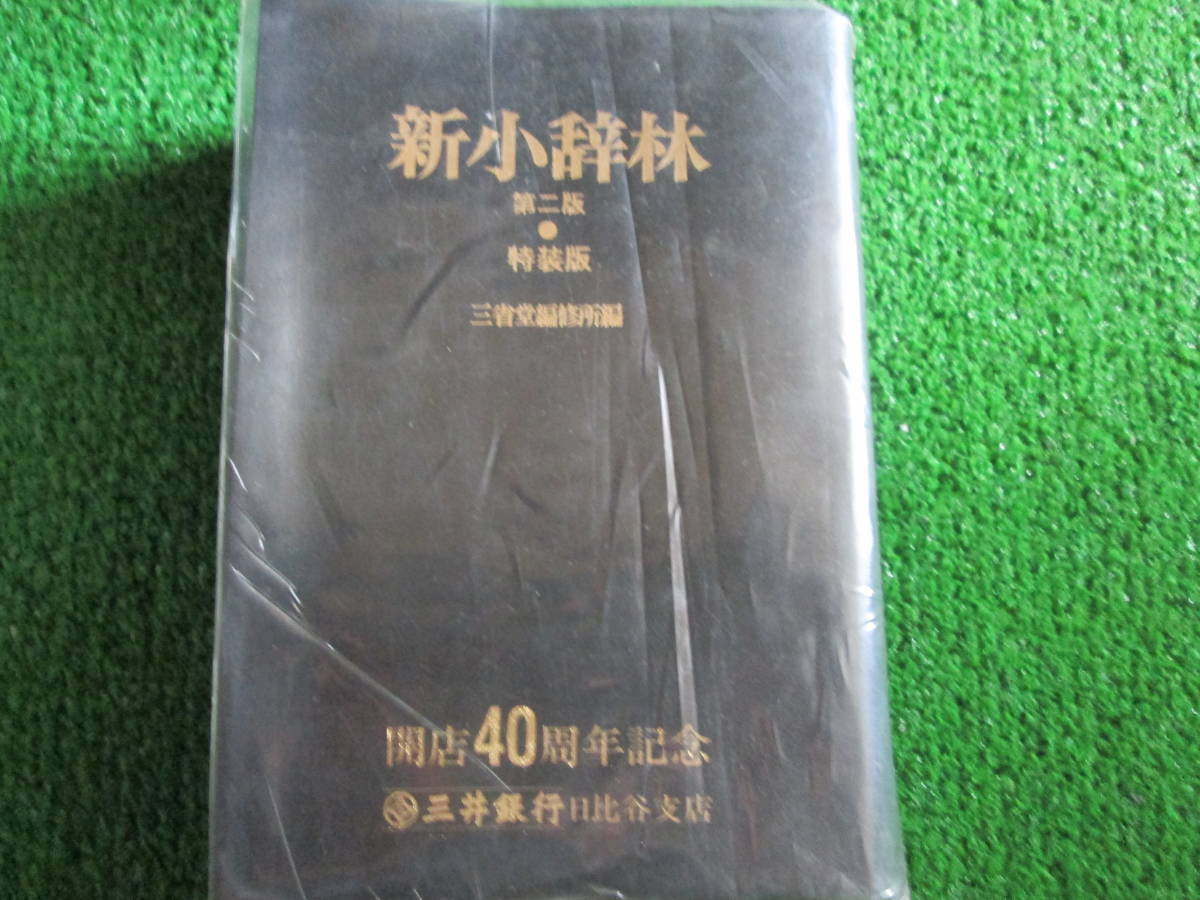 新小辞林
第二版
●
特装版
三省堂編修所編
開店40周年記念
三井銀行日比谷支店